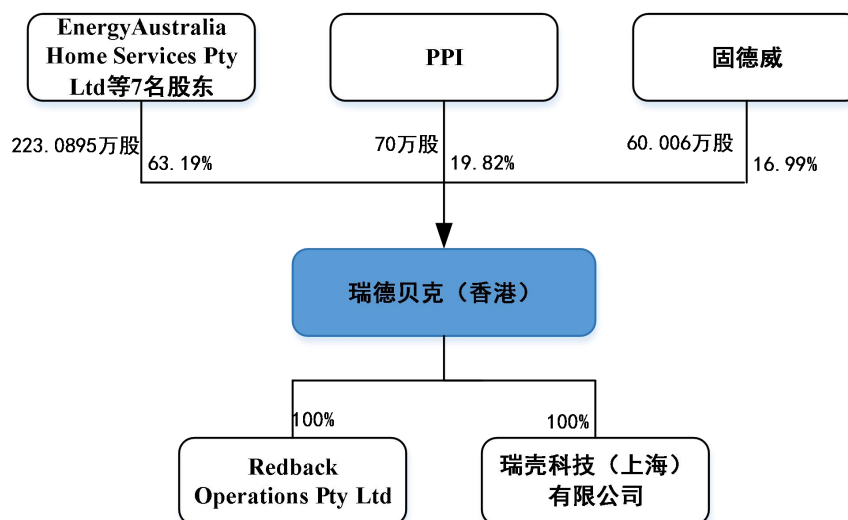 EnergyAustralia
Home Services Pty
Ltd等7名股东
PPI
固德威
223.0895万股
63.19%
70万股
19.82%
60.006万股
16.99%
瑞德贝克（香港）
100%
100%
Redback
Operations Pty Ltd
瑞壳科技（上海）
有限公司